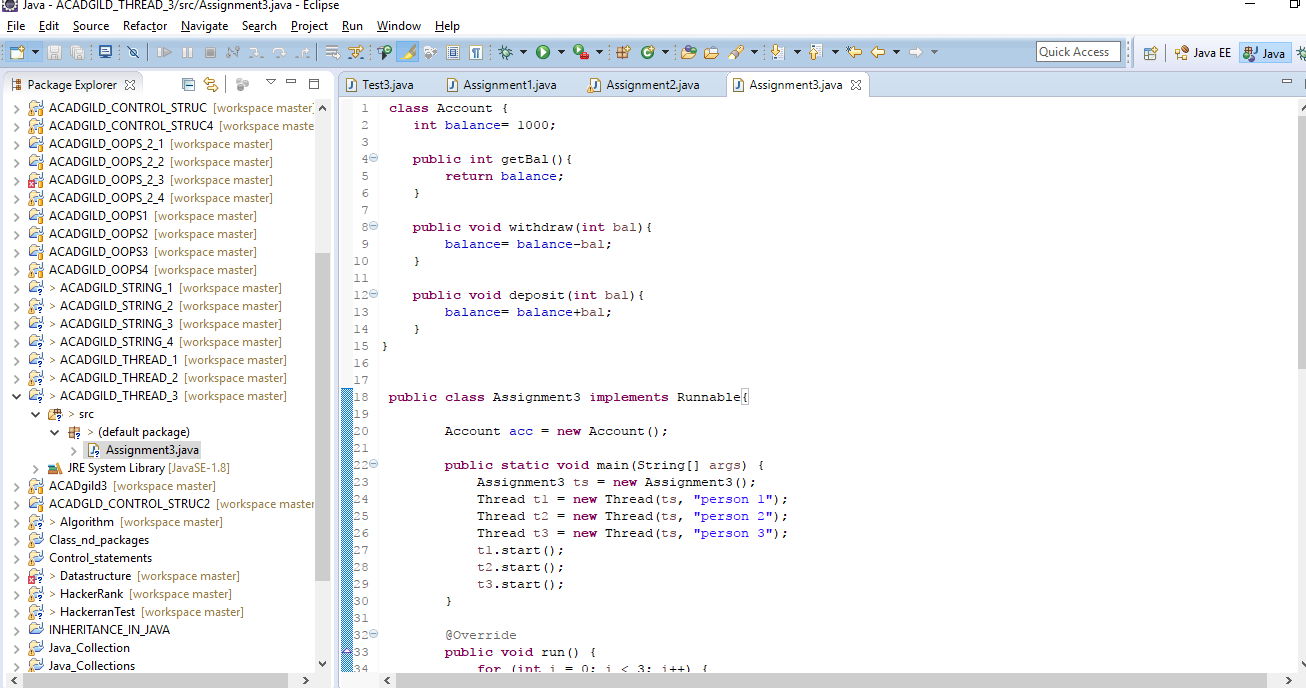 Java - ACADGILD_THREAD_3/src/Assignment3.java - Eclipse
File Edit Source Refactor Navigate Search Project Run Window Help
Quick Access Java EE Java
Package Explorer
ACADGILD_CONTROL_STRUC [workspace master]
ACADGILD_CONTROL_STRUC4 [workspace maste
ACADGILD_OOPS_2_1 [workspace master]
ACADGILD_OOPS_2_2 [workspace master]
ACADGILD_OOPS_2_3 [workspace master]
ACADGILD_OOPS_2_4 [workspace master]
ACADGILD_OOPS1 [workspace master]
ACADGILD_OOPS2 [workspace master]
ACADGILD_OOPS3 [workspace master]
ACADGILD_OOPS4 [workspace master]
> ACADGILD_STRING_1 [workspace master]
> ACADGILD_STRING_2 [workspace master]
> ACADGILD_STRING_3 [workspace master]
> ACADGILD_STRING_4 [workspace master]
> ACADGILD_THREAD_1 [workspace master]
> ACADGILD_THREAD_2 [workspace master]
> ACADGILD_THREAD_3 [workspace master]
> src
> (default package)
Assignment3.java
JRE System Library [JavaSE-1.8]
ACADgild3 [workspace master]
ACADGLD_CONTROL_STRUC2 [workspace master
> Algorithm [workspace master]
Class_nd_packages
Control_statements
> Datastructure [workspace master]
> HackerRank [workspace master]
> HackerranTest [workspace master]
INHERITANCE_IN_JAVA
Java_Collection
Java_Collections
Test3.java Assignment1.java Assignment2.java Assignment3.java
1 class Account {
2 int balance= 1000;
3
4 public int getBal(){
5 return balance;
6 }
7
8 public void withdraw(int bal){
9 balance= balance-bal;
10 }
11
12 public void deposit(int bal){
13 balance= balance+bal;
14 }
15 }
16
17
18 public class Assignment3 implements Runnable{
19
20 Account acc = new Account();
21
22 public static void main(String[] args) {
23 Assignment3 ts = new Assignment3();
24 Thread t1 = new Thread(ts, "person 1");
25 Thread t2 = new Thread(ts, "person 2");
26 Thread t3 = new Thread(ts, "person 3");
27 t1.start();
28 t2.start();
29 t3.start();
30 }
31
32 @Override
33 public void run() {
34 for (int i = 0; i < 3; i++) {